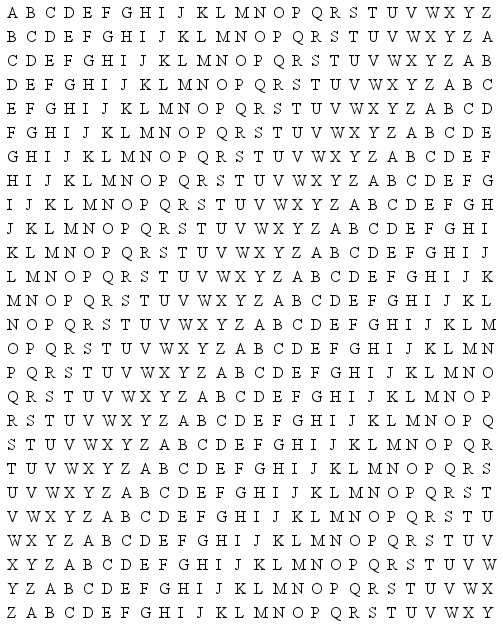 A B C D E F G H I J K L M N O P Q R S T U V W X Y Z
B C D E F G H I J K L M N O P Q R S T U V W X Y Z A
C D E F G H I J K L M N O P Q R S T U V W X Y Z A B
D E F G H I J K L M N O P Q R S T U V W X Y Z A B C
E F G H I J K L M N O P Q R S T U V W X Y Z A B C D
F G H I J K L M N O P Q R S T U V W X Y Z A B C D E
G H I J K L M N O P Q R S T U V W X Y Z A B C D E F
H I J K L M N O P Q R S T U V W X Y Z A B C D E F G
I J K L M N O P Q R S T U V W X Y Z A B C D E F G H
J K L M N O P Q R S T U V W X Y Z A B C D E F G H I
K L M N O P Q R S T U V W X Y Z A B C D E F G H I J
L M N O P Q R S T U V W X Y Z A B C D E F G H I J K
M N O P Q R S T U V W X Y Z A B C D E F G H I J K L
N O P Q R S T U V W X Y Z A B C D E F G H I J K L M
O P Q R S T U V W X Y Z A B C D E F G H I J K L M N
P Q R S T U V W X Y Z A B C D E F G H I J K L M N O
Q R S T U V W X Y Z A B C D E F G H I J K L M N O P
R S T U V W X Y Z A B C D E F G H I J K L M N O P Q
S T U V W X Y Z A B C D E F G H I J K L M N O P Q R
T U V W X Y Z A B C D E F G H I J K L M N O P Q R S
U V W X Y Z A B C D E F G H I J K L M N O P Q R S T
V W X Y Z A B C D E F G H I J K L M N O P Q R S T U
W X Y Z A B C D E F G H I J K L M N O P Q R S T U V
X Y Z A B C D E F G H I J K L M N O P Q R S T U V W
Y Z A B C D E F G H I J K L M N O P Q R S T U V W X
Z A B C D E F G H I J K L M N O P Q R S T U V W X Y